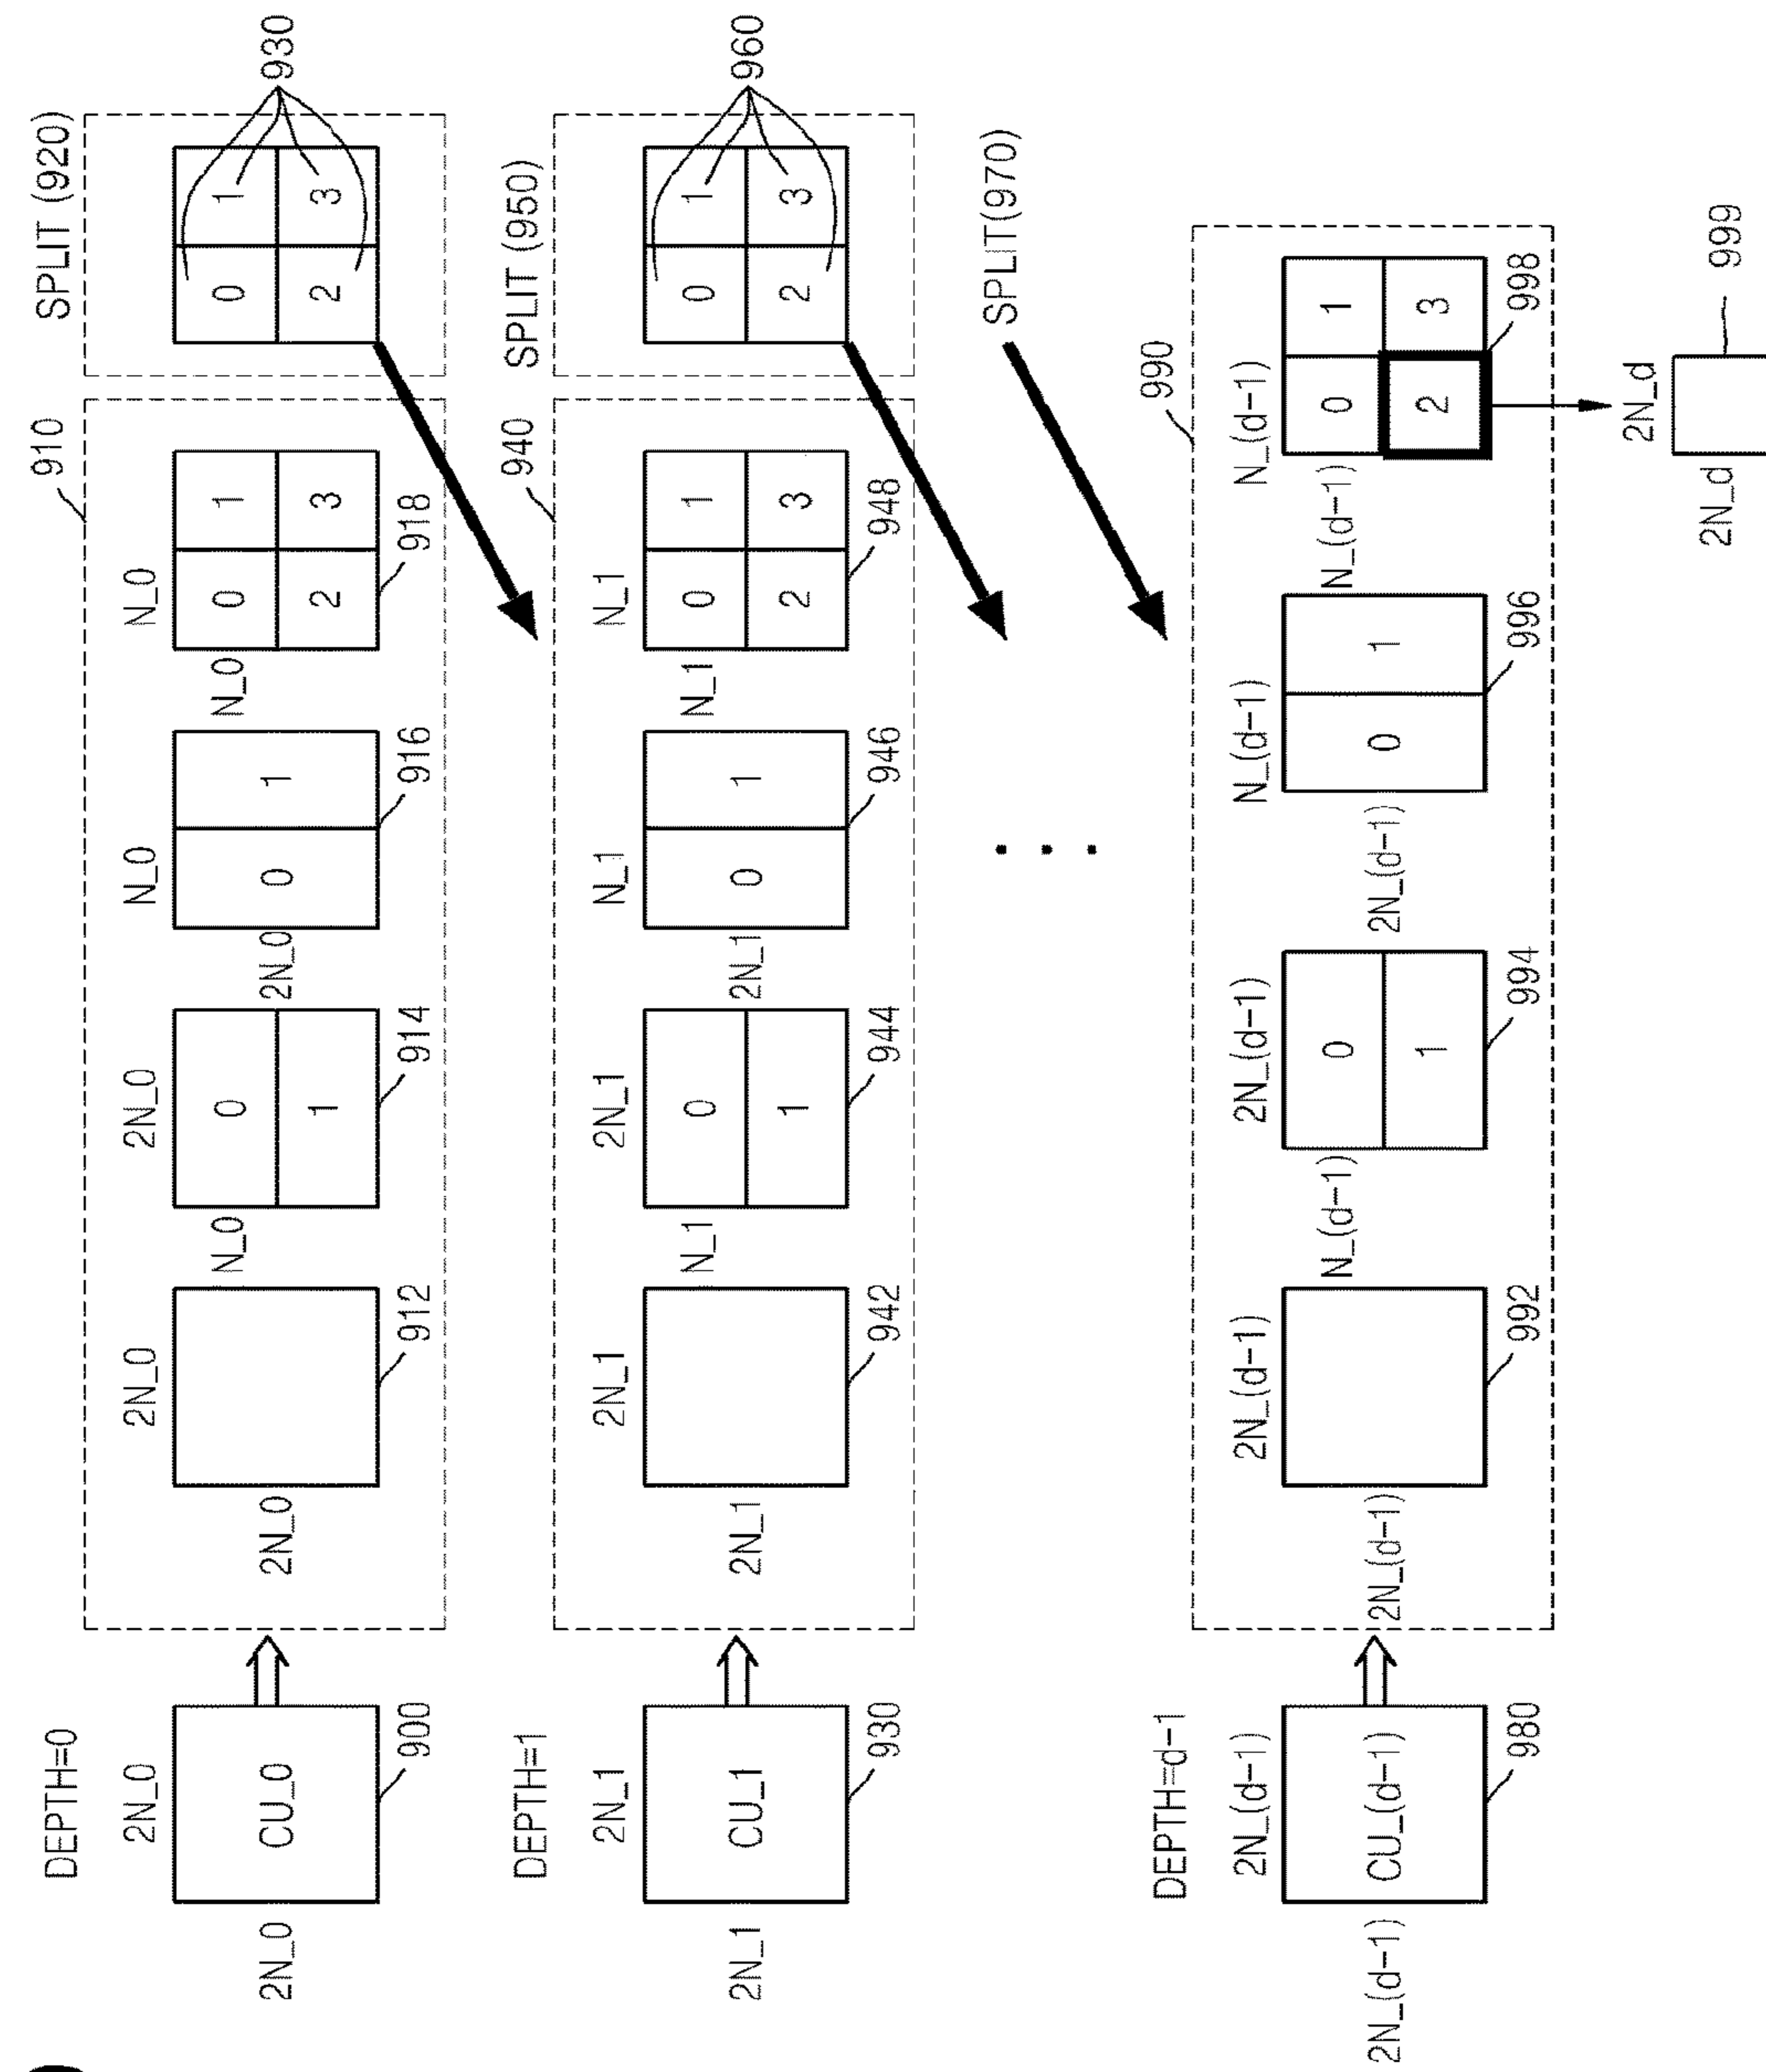 DEPTH=0
2N_0
2N_0
CU_0
900
910
2N_0
2N_0
912
2N_0
N_0
0
1
914
N_0
2N_0
0
1
916
N_0
N_0
0
1
2
3
918
SPLIT (920)
0
1
2
3
930
DEPTH=1
2N_1
2N_1
CU_1
930
940
2N_1
2N_1
942
2N_1
N_1
0
1
944
N_1
2N_1
0
1
946
N_1
N_1
0
1
2
3
948
SPLIT (950)
0
1
2
3
960
SPLIT(970)
DEPTH=d-1
2N_(d-1)
2N_(d-1)
CU_(d-1)
980
990
2N_(d-1)
2N_(d-1)
992
2N_(d-1)
N_(d-1)
0
1
994
N_(d-1)
2N_(d-1)
0
1
996
N_(d-1)
N_(d-1)
0
1
2
3
998
2N_d
2N_d
999